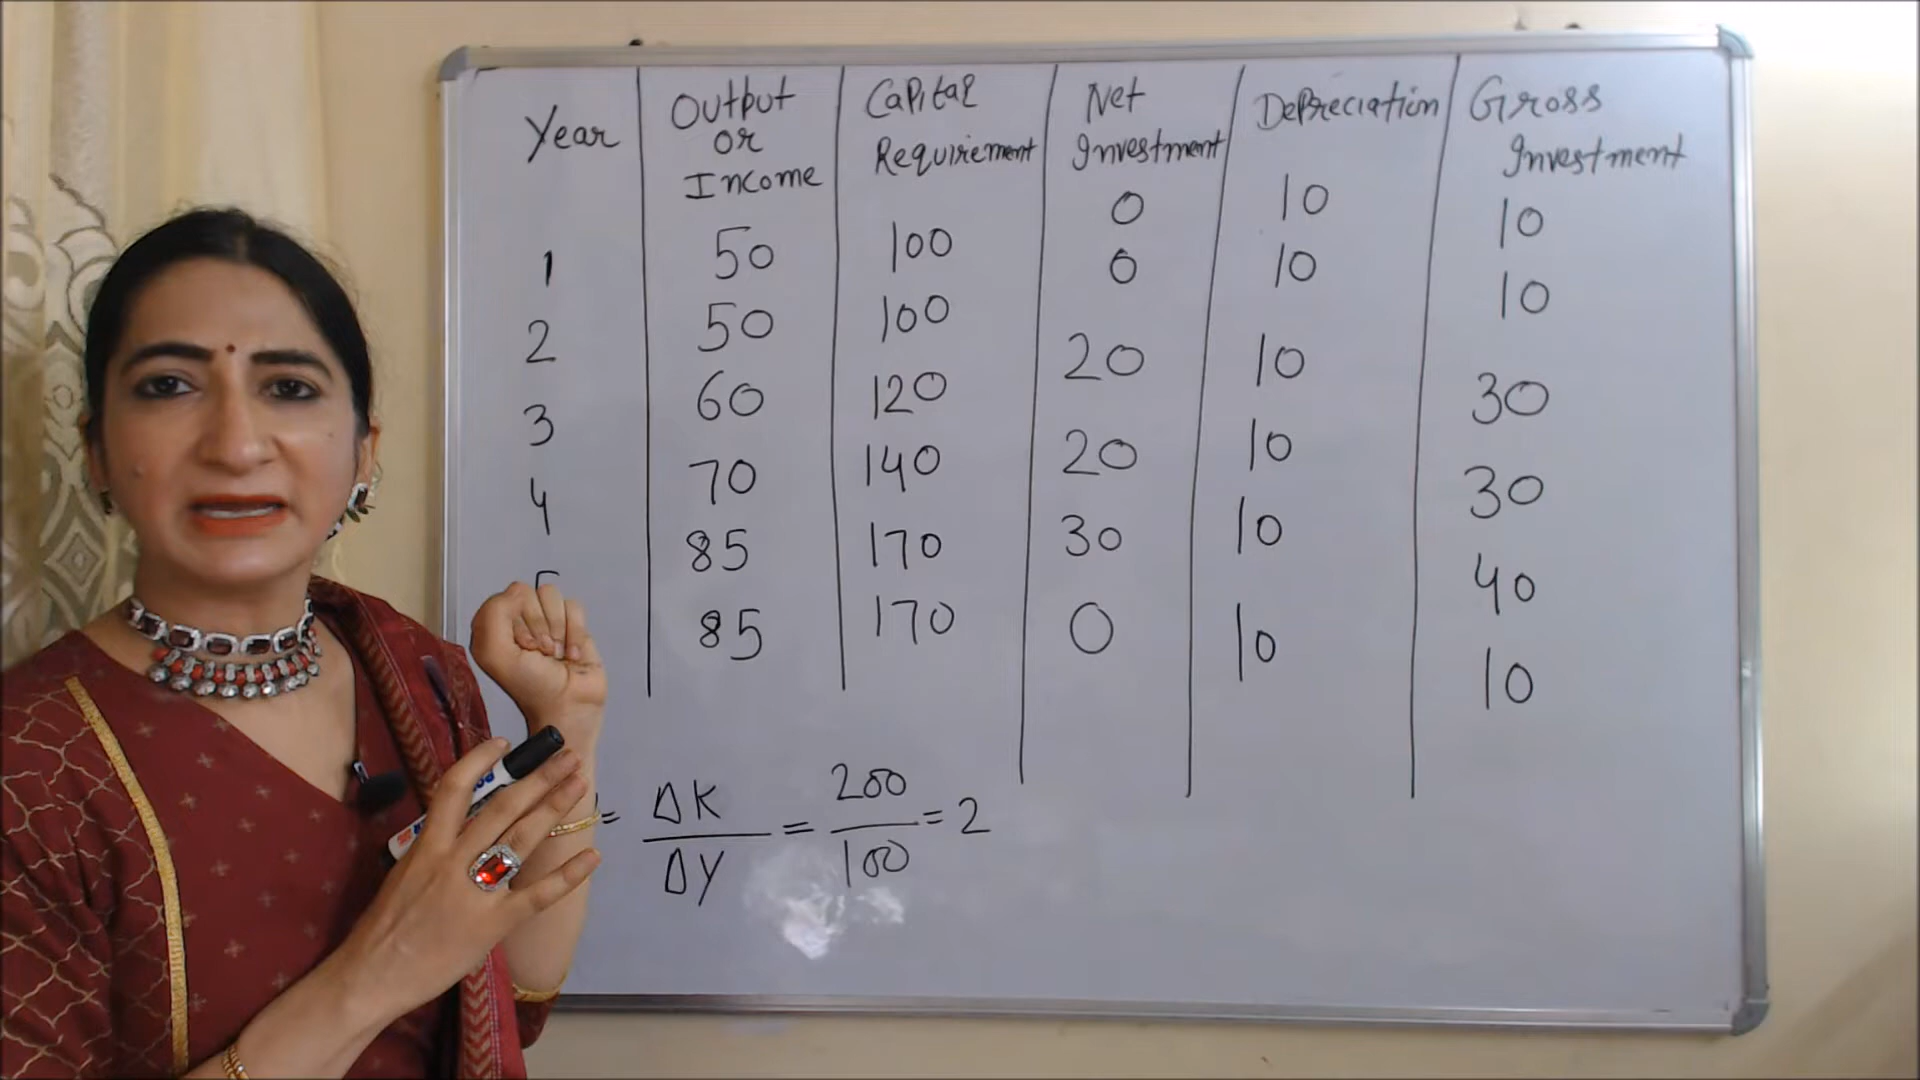 Year Output or Income Capital Requirement Net Investment Depreciation Gross Investment
1 50 100 0 10 10
2 50 100 0 10 10
3 60 120 20 10 30
4 70 140 20 10 30
5 85 170 30 10 40
85 170 0 10 10
= ΔK / ΔY = 200 / 100 = 2